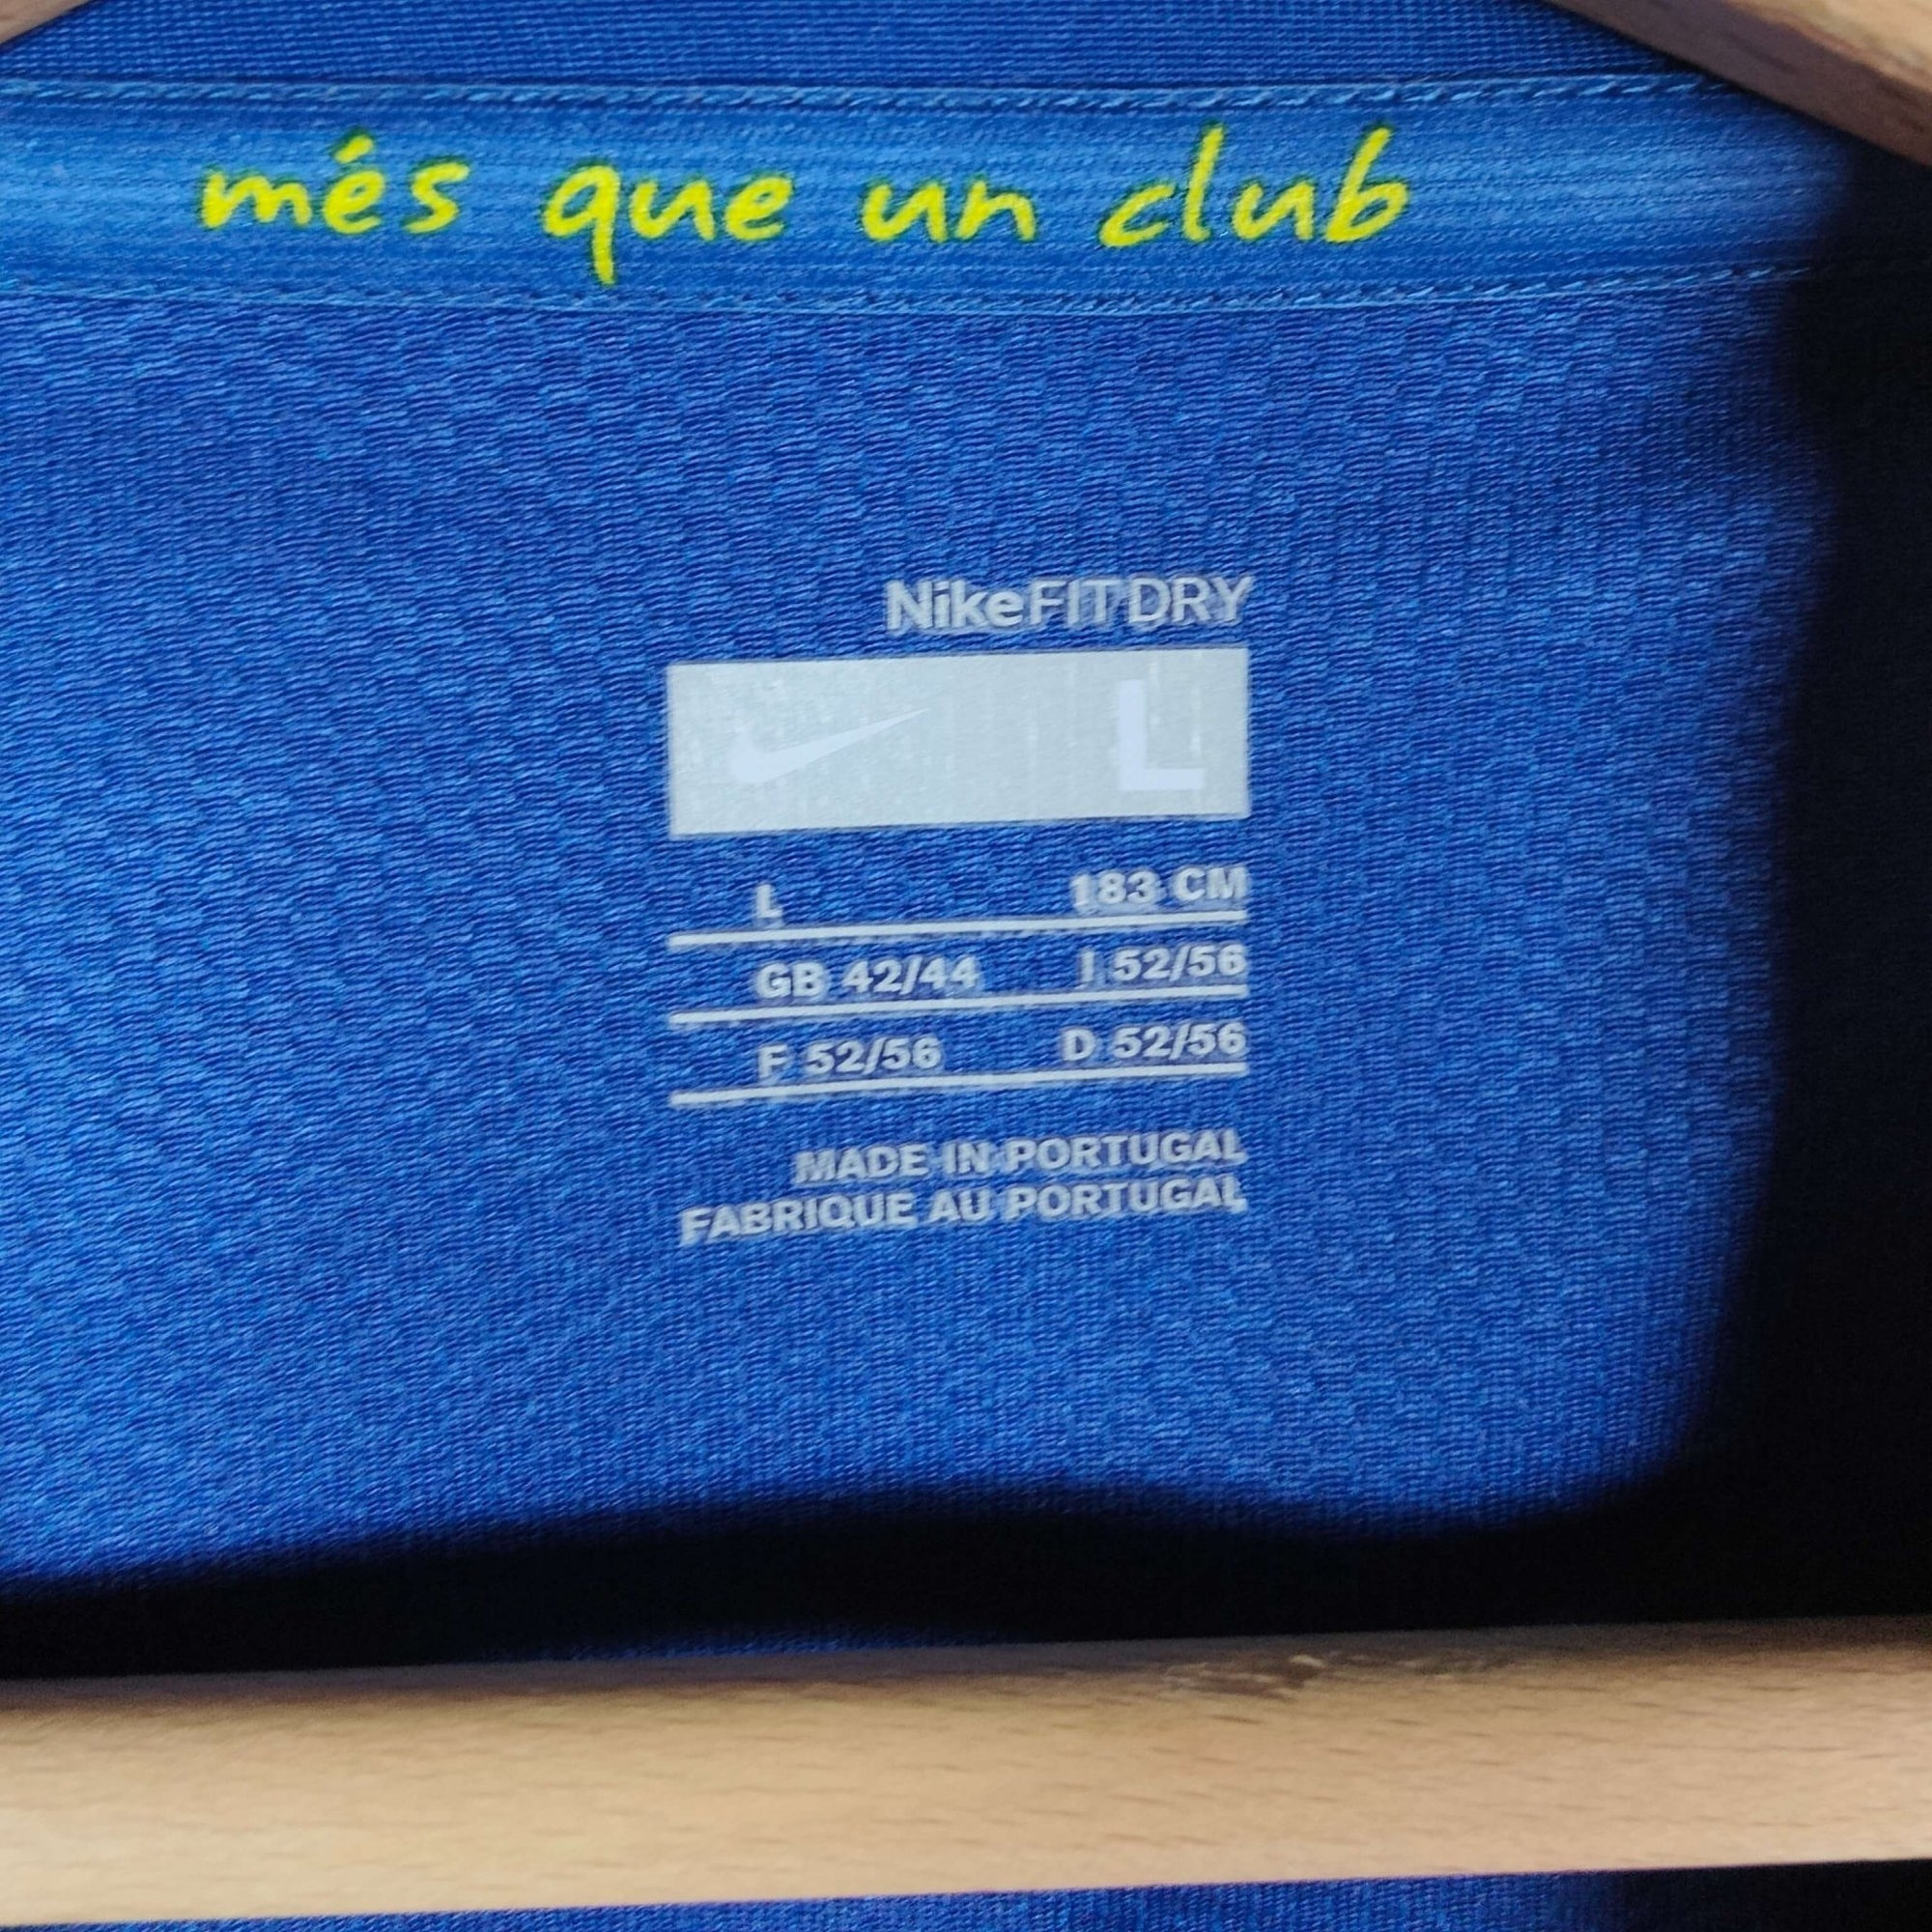 més que un club
NikeFITDRY
L
L 183 CM
GB 42/44 I 52/56
F 52/56 D 52/56
MADE IN PORTUGAL
FABRIQUE AU PORTUGAL